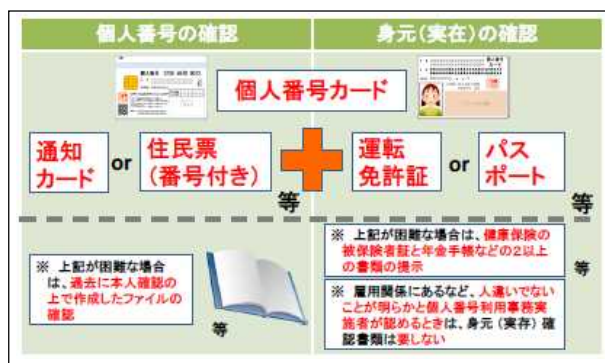 個人番号の確認
身元(実在)の確認
個人番号カード
通知
カード
or
住民票
(番号付き)
等
運転
免許証
or
パス
ポート
等
※ 上記が困難な場合
は、過去に本人確認の
上で作成したファイルの
確認
等
※ 上記が困難な場合は、健康保険の
被保険者証と年金手帳などの2以上
の書類の提示
等
※ 雇用関係にあるなど、人違いでない
ことが明らかと個人番号利用事務実
施者が認めるときは、身元(実存)確
認書類は要しない